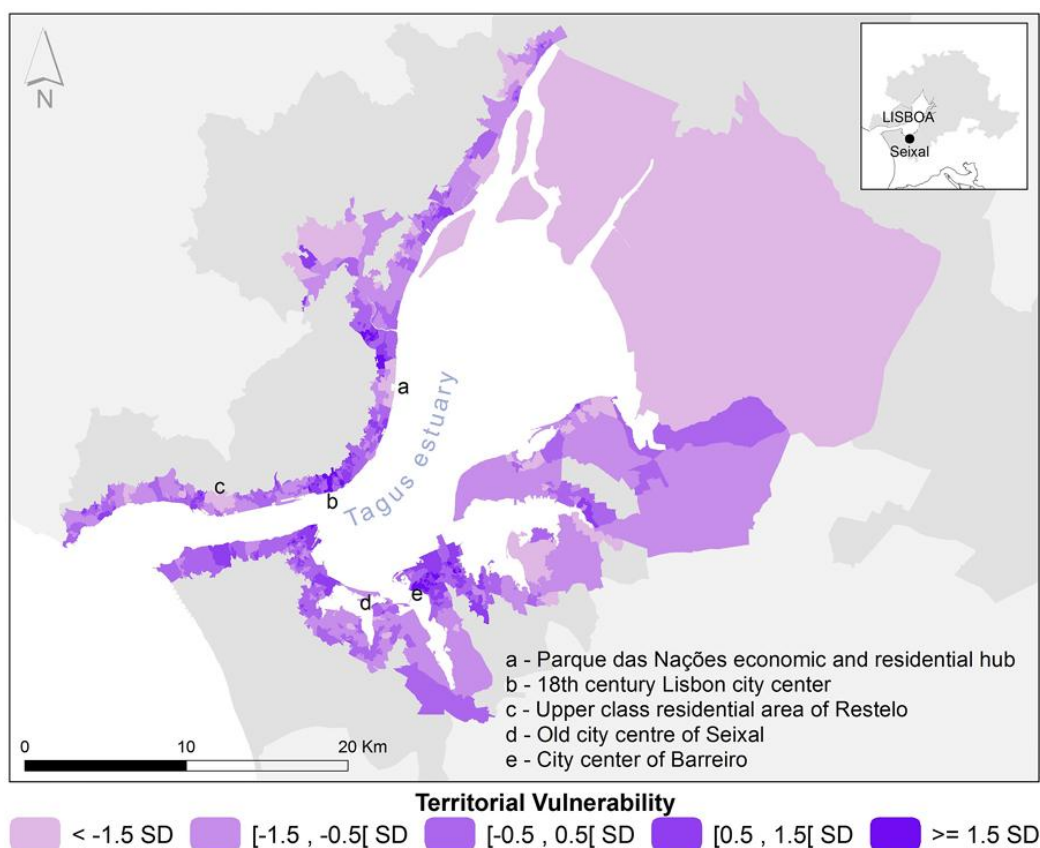 N
LISBOA
Seixal
a
Tagus estuary
c
b
d
e
a - Parque das Nações economic and residential hub
b - 18th century Lisbon city center
c - Upper class residential area of Restelo
d - Old city centre of Seixal
e - City center of Barreiro
0 10 20 Km
Territorial Vulnerability
< -1.5 SD [-1.5 , -0.5[ SD [-0.5 , 0.5[ SD [0.5 , 1.5[ SD >= 1.5 SD